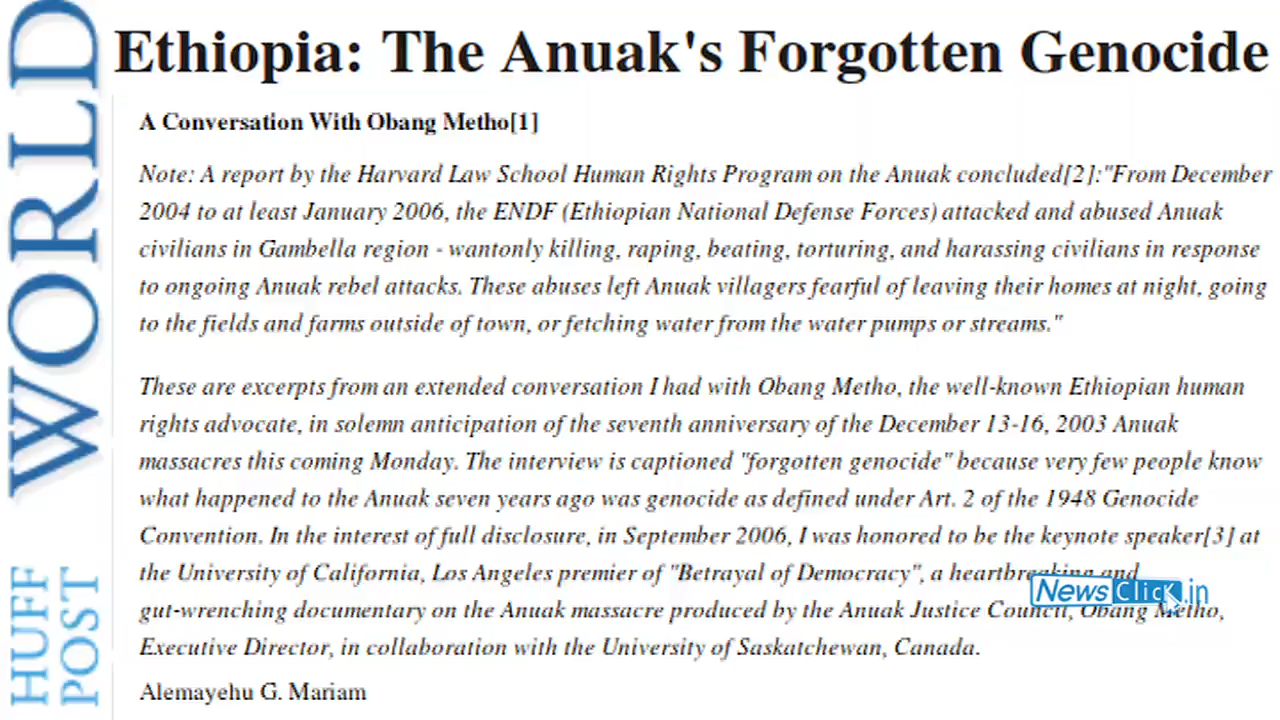 WORLD
HUFF
POST
Ethiopia: The Anuak's Forgotten Genocide
A Conversation With Obang Metho[1]
Note: A report by the Harvard Law School Human Rights Program on the Anuak concluded[2]:"From December
2004 to at least January 2006, the ENDF (Ethiopian National Defense Forces) attacked and abused Anuak
civilians in Gambella region - wantonly killing, raping, beating, torturing, and harassing civilians in response
to ongoing Anuak rebel attacks. These abuses left Anuak villagers fearful of leaving their homes at night, going
to the fields and farms outside of town, or fetching water from the water pumps or streams."
These are excerpts from an extended conversation I had with Obang Metho, the well-known Ethiopian human
rights advocate, in solemn anticipation of the seventh anniversary of the December 13-16, 2003 Anuak
massacres this coming Monday. The interview is captioned "forgotten genocide" because very few people know
what happened to the Anuak seven years ago was genocide as defined under Art. 2 of the 1948 Genocide
Convention. In the interest of full disclosure, in September 2006, I was honored to be the keynote speaker[3] at
the University of California, Los Angeles premier of "Betrayal of Democracy", a heartbreaking and
gut-wrenching documentary on the Anuak massacre produced by the Anuak Justice Council, Obang Metho,
Executive Director, in collaboration with the University of Saskatchewan, Canada.
Alemayehu G. Mariam
NewsClick.in